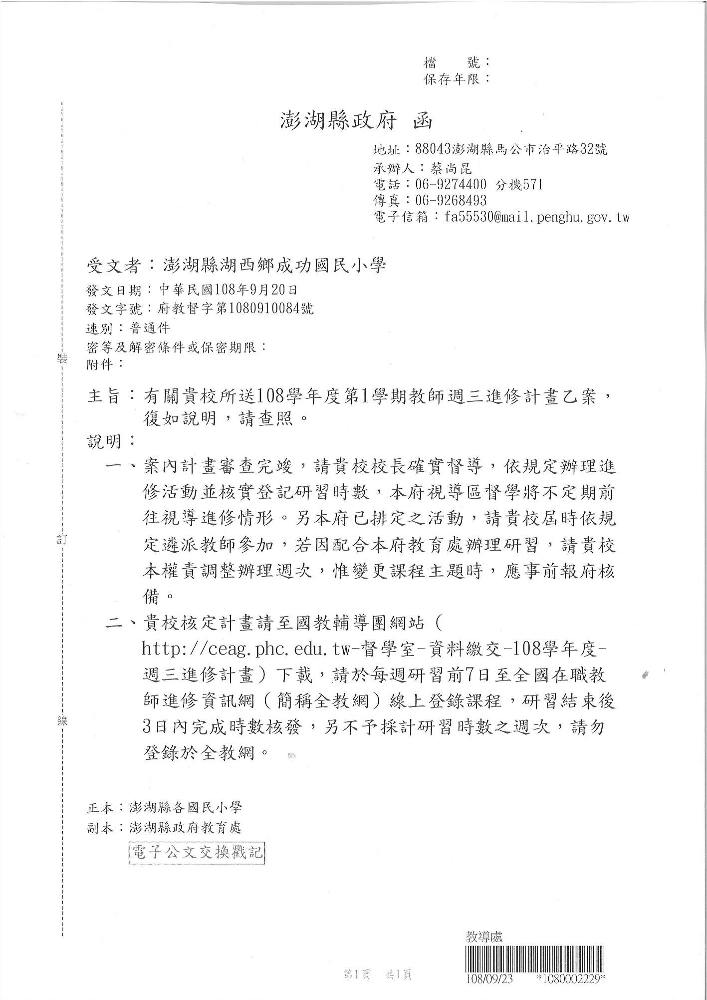 檔　　號：
保存年限：
澎湖縣政府 函
地址：88043澎湖縣馬公市治平路32號
承辦人：蔡尚昆
電話：06-9274400 分機571
傳真：06-9268493
電子信箱：fa55530@mail.penghu.gov.tw
受文者：澎湖縣湖西鄉成功國民小學
發文日期：中華民國108年9月20日
發文字號：府教督字第1080910084號
速別：普通件
密等及解密條件或保密期限：
附件：
主旨：有關貴校所送108學年度第1學期教師週三進修計畫乙案，
復如說明，請查照。
說明：
一、案內計畫審查完竣，請貴校校長確實督導，依規定辦理進
修活動並核實登記研習時數，本府視導區督學將不定期前
往視導進修情形。另本府已排定之活動，請貴校屆時依規
定遴派教師參加，若因配合本府教育處辦理研習，請貴校
本權責調整辦理週次，惟變更課程主題時，應事前報府核
備。
二、貴校核定計畫請至國教輔導團網站（
http://ceag.phc.edu.tw-督學室-資料繳交-108學年度-
週三進修計畫）下載，請於每週研習前7日至全國在職教
師進修資訊網（簡稱全教網）線上登錄課程，研習結束後
3日內完成時數核發，另不予採計研習時數之週次，請勿
登錄於全教網。
正本：澎湖縣各國民小學
副本：澎湖縣政府教育處
電子公文交換戳記
裝
訂
線
教導處
108/09/23 *1080002229*
第1頁 共1頁